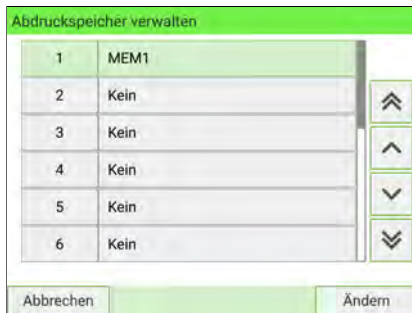 Abdruckspeicher verwalten
1 MEM1
2 Kein
3 Kein
4 Kein
5 Kein
6 Kein
Abbrechen Ändern